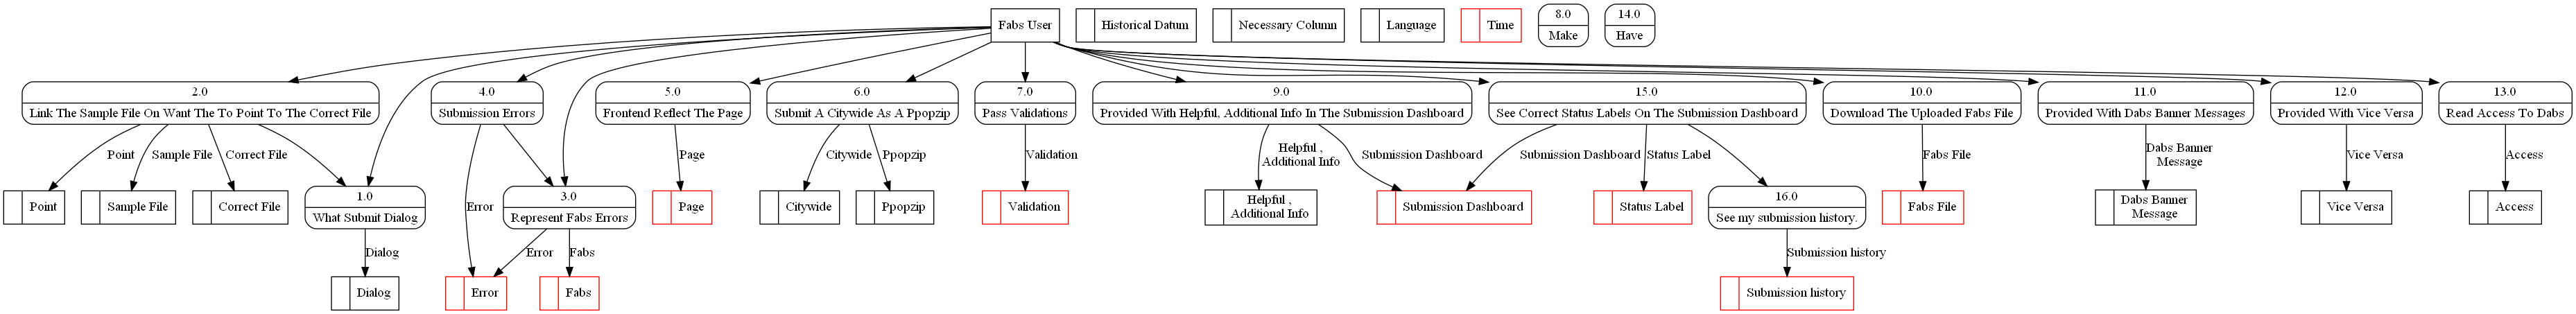 Fabs User
Historical Datum
Necessary Column
Language
Time
8.0
Make
14.0
Have
2.0
Link The Sample File On Want The To Point To The Correct File
4.0
Submission Errors
5.0
Frontend Reflect The Page
6.0
Submit A Citywide As A Ppopzip
7.0
Pass Validations
9.0
Provided With Helpful, Additional Info In The Submission Dashboard
15.0
See Correct Status Labels On The Submission Dashboard
10.0
Download The Uploaded Fabs File
11.0
Provided With Dabs Banner Messages
12.0
Provided With Vice Versa
13.0
Read Access To Dabs
Point
Sample File
Correct File
Page
Citywide
Ppopzip
Validation
Helpful ,
Additional Info
Submission Dashboard
Submission Dashboard
Status Label
Fabs File
Dabs Banner
Message
Vice Versa
Access
Point
Sample File
Correct File
1.0
What Submit Dialog
Error
3.0
Represent Fabs Errors
Page
Citywide
Ppopzip
Validation
Helpful ,
Additional Info
Submission Dashboard
Status Label
16.0
See my submission history.
Fabs File
Dabs Banner
Message
Vice Versa
Access
Dialog
Error
Fabs
Submission history
Dialog
Error
Fabs
Submission history